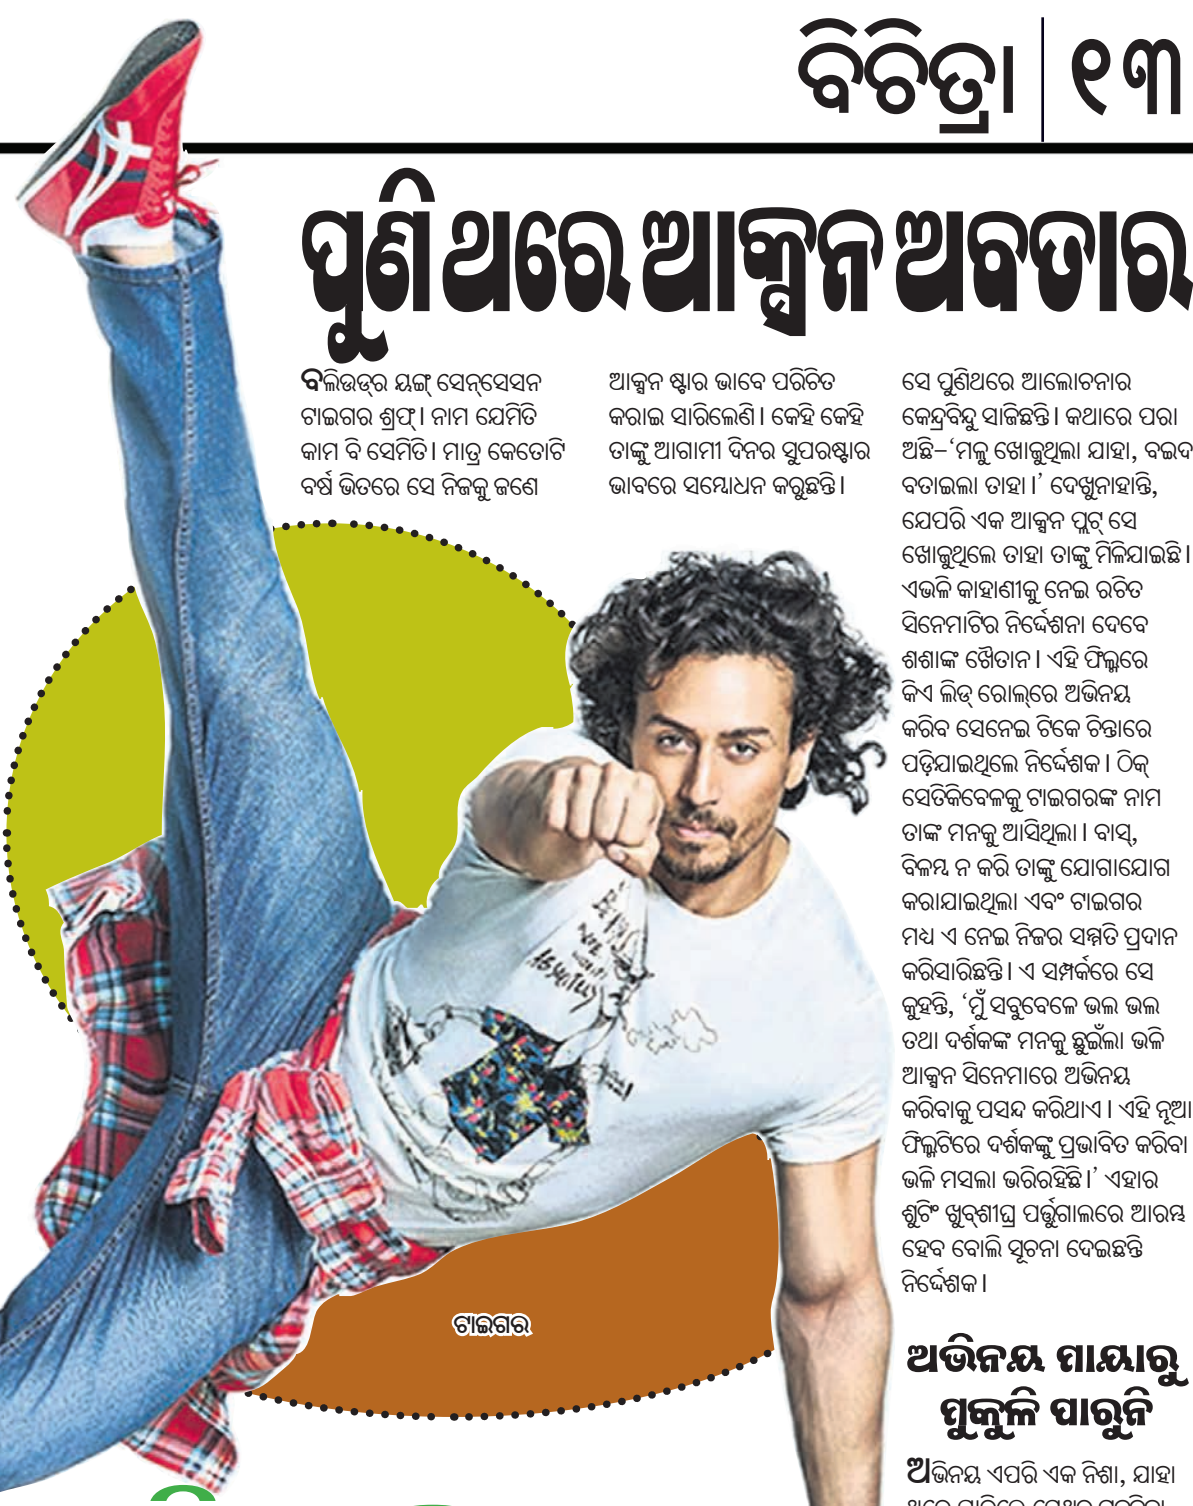 ବିଚିତ୍ରା ୧୩
ପୁଣି ଥରେ ଆକ୍ସନ ଅବତାର
ବଲିଉଡ୍‌ର ୟଙ୍ଗ୍ ସେନ୍‌ସେସନ
ଟାଇଗର ଶ୍ରଫ୍। ନାମ ଯେମିତି
କାମ ବି ସେମିତି। ମାତ୍ର କେତୋଟି
ବର୍ଷ ଭିତରେ ସେ ନିଜକୁ ଜଣେ
ଆକ୍ସନ ଷ୍ଟାର ଭାବେ ପରିଚିତ
କରାଇ ସାରିଲେଣି। କେହି କେହି
ତାଙ୍କୁ ଆଗାମୀ ଦିନର ସୁପରଷ୍ଟାର
ଭାବରେ ସମ୍ବୋଧନ କରୁଛନ୍ତି।
ସେ ପୁଣିଥରେ ଆଲୋଚନାର
କେନ୍ଦ୍ରବିନ୍ଦୁ ସାଜିଛନ୍ତି। କଥାରେ ପରା
ଅଛି–‘ମଳୁ ଖୋଜୁଥିଲା ଯାହା, ବଇଦ
ବତାଇଲା ତାହା।’ ଦେଖୁନାହାନ୍ତି,
ଯେପରି ଏକ ଆକ୍ସନ ପ୍ଲଟ୍ ସେ
ଖୋଜୁଥିଲେ ତାହା ତାଙ୍କୁ ମିଳିଯାଇଛି।
ଏଭଳି କାହାଣୀକୁ ନେଇ ରଚିତ
ସିନେମାଟିର ନିର୍ଦ୍ଦେଶନା ଦେବେ
ଶଶାଙ୍କ ଖୈତାନ। ଏହି ଫିଲ୍ମରେ
କିଏ ଲିଡ୍ ରୋଲ୍‌ରେ ଅଭିନୟ
କରିବ ସେନେଇ ଟିକେ ଚିନ୍ତାରେ
ପଡ଼ିଯାଇଥିଲେ ନିର୍ଦ୍ଦେଶକ। ଠିକ୍
ସେତିକିବେଳକୁ ଟାଇଗରଙ୍କ ନାମ
ତାଙ୍କ ମନକୁ ଆସିଥିଲା। ବାସ୍,
ବିଳମ୍ବ ନ କରି ତାଙ୍କୁ ଯୋଗାଯୋଗ
କରାଯାଇଥିଲା ଏବଂ ଟାଇଗର
ମଧ୍ୟ ଏ ନେଇ ନିଜର ସମ୍ମତି ପ୍ରଦାନ
କରିସାରିଛନ୍ତି। ଏ ସମ୍ପର୍କରେ ସେ
କୁହନ୍ତି, ‘ମୁଁ ସବୁବେଳେ ଭଲ ଭଲ
ତଥା ଦର୍ଶକଙ୍କ ମନକୁ ଛୁଇଁଲା ଭଳି
ଆକ୍ସନ ସିନେମାରେ ଅଭିନୟ
କରିବାକୁ ପସନ୍ଦ କରିଥାଏ। ଏହି ନୂଆ
ଫିଲ୍ମଟିରେ ଦର୍ଶକଙ୍କୁ ପ୍ରଭାବିତ କରିବା
ଭଳି ମସଲା ଭରିରହିଛି।’ ଏହାର
ଶୁଟିଂ ଖୁବ୍‌ଶୀଘ୍ର ପର୍ତ୍ତୁଗାଲରେ ଆରମ୍ଭ
ହେବ ବୋଲି ସୂଚନା ଦେଇଛନ୍ତି
ନିର୍ଦ୍ଦେଶକ।
ଟାଇଗର
ଅଭିନୟ ମାୟାରୁ
ମୁକୁଳି ପାରୁନି
ଅଭିନୟ ଏପରି ଏକ ନିଶା, ଯାହା